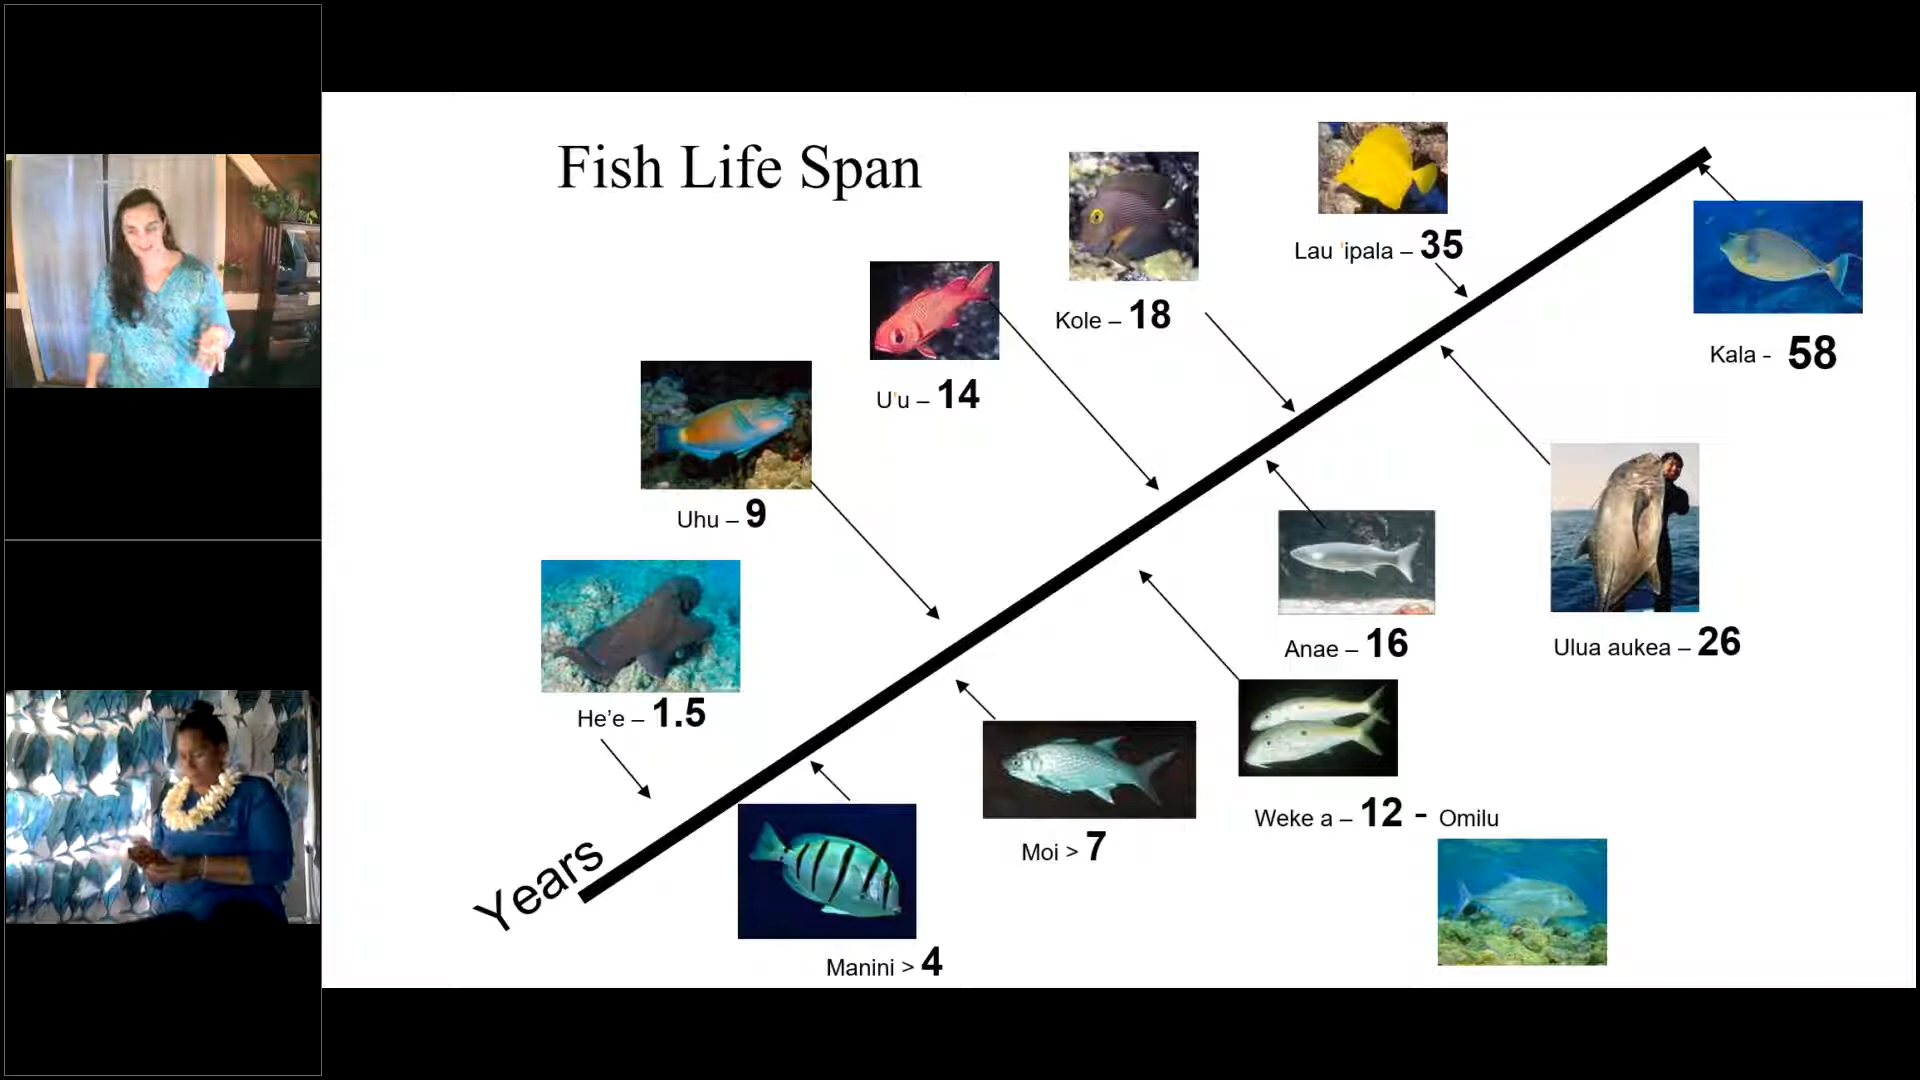 Fish Life Span
Lau 'ipala – 35
Kole – 18
Kala - 58
U'u – 14
Uhu – 9
Anae – 16
Ulua aukea – 26
He’e – 1.5
Weke a – 12 - Omilu
Moi > 7
Years
Manini > 4